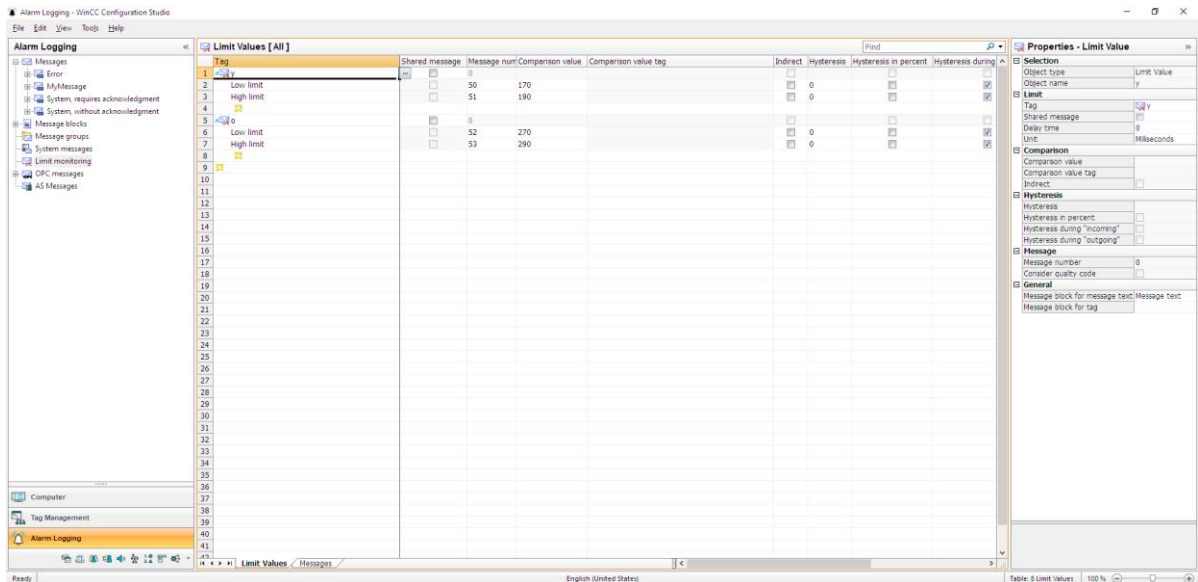 Alarm Logging - WinCC Configuration Studio
File Edit View Tools Help
Alarm Logging «
Messages
Error
MyMessage
System, requires acknowledgment
System, without acknowledgment
Message blocks
Message groups
System messages
Limit monitoring
OPC messages
AS Messages
Computer
Tag Management
Alarm Logging
Limit Values [ All ] Find
Tag Shared message Message num Comparison value Comparison value tag Indirect Hysteresis Hysteresis in percent Hysteresis during
1 y ... 0
2 Low limit 50 170 0
3 High limit 51 190 0
4
5 o 0
6 Low limit 52 270 0
7 High limit 53 290 0
8
9
10
11
12
13
14
15
16
17
18
19
20
21
22
23
24
25
26
27
28
29
30
31
32
33
34
35
36
37
38
39
40
41
42
Limit Values Messages
Properties - Limit Value »
Selection
Object type Limit Value
Object name y
Limit
Tag y
Shared message
Delay time 0
Unit Milliseconds
Comparison
Comparison value
Comparison value tag
Indirect
Hysteresis
Hysteresis
Hysteresis in percent
Hysteresis during "incoming"
Hysteresis during "outgoing"
Message
Message number 0
Consider quality code
General
Message block for message text Message text
Message block for tag
Ready English (United States) Table: 8 Limit Values 100 %